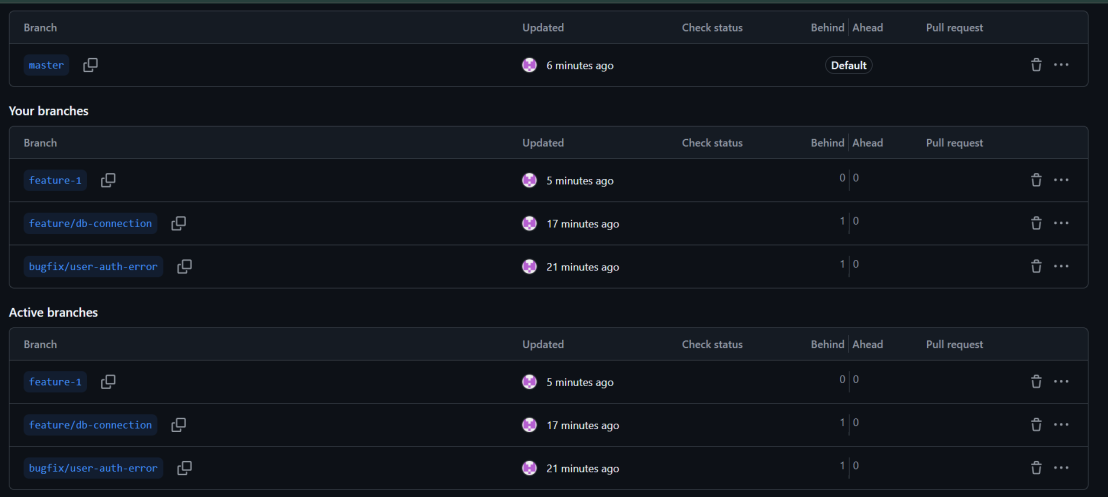 Branch Updated Check status Behind Ahead Pull request
master 6 minutes ago Default
Your branches
Branch Updated Check status Behind Ahead Pull request
feature-1 5 minutes ago 0 0
feature/db-connection 17 minutes ago 1 0
bugfix/user-auth-error 21 minutes ago 1 0
Active branches
Branch Updated Check status Behind Ahead Pull request
feature-1 5 minutes ago 0 0
feature/db-connection 17 minutes ago 1 0
bugfix/user-auth-error 21 minutes ago 1 0